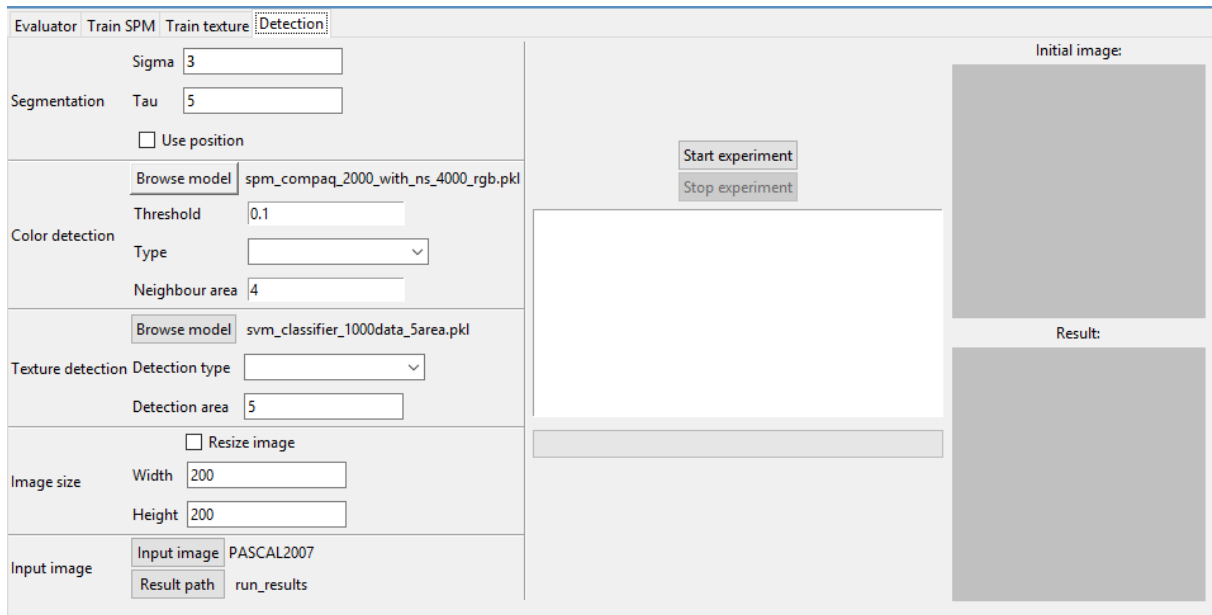 Evaluator Train SPM Train texture Detection
Sigma 3
Segmentation Tau 5
Use position
Browse model spm_compaq_2000_with_ns_4000_rgb.pkl
Threshold 0.1
Color detection
Type
Neighbour area 4
Browse model svm_classifier_1000data_5area.pkl
Texture detection Detection type
Detection area 5
Resize image
Width 200
Image size
Height 200
Input image PASCAL2007
Input image
Result path run_results
Start experiment
Stop experiment
Initial image:
Result: